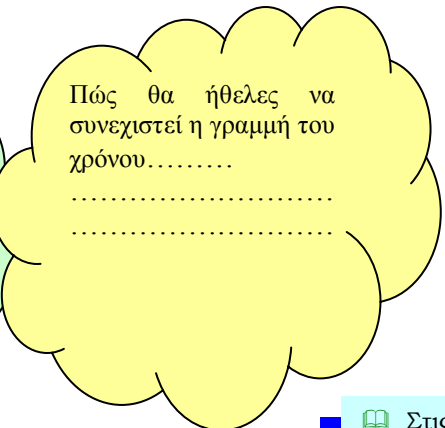 Πώς θα ήθελες να
συνεχιστεί η γραμμή του
χρόνου………
………………………
………………………
Στις